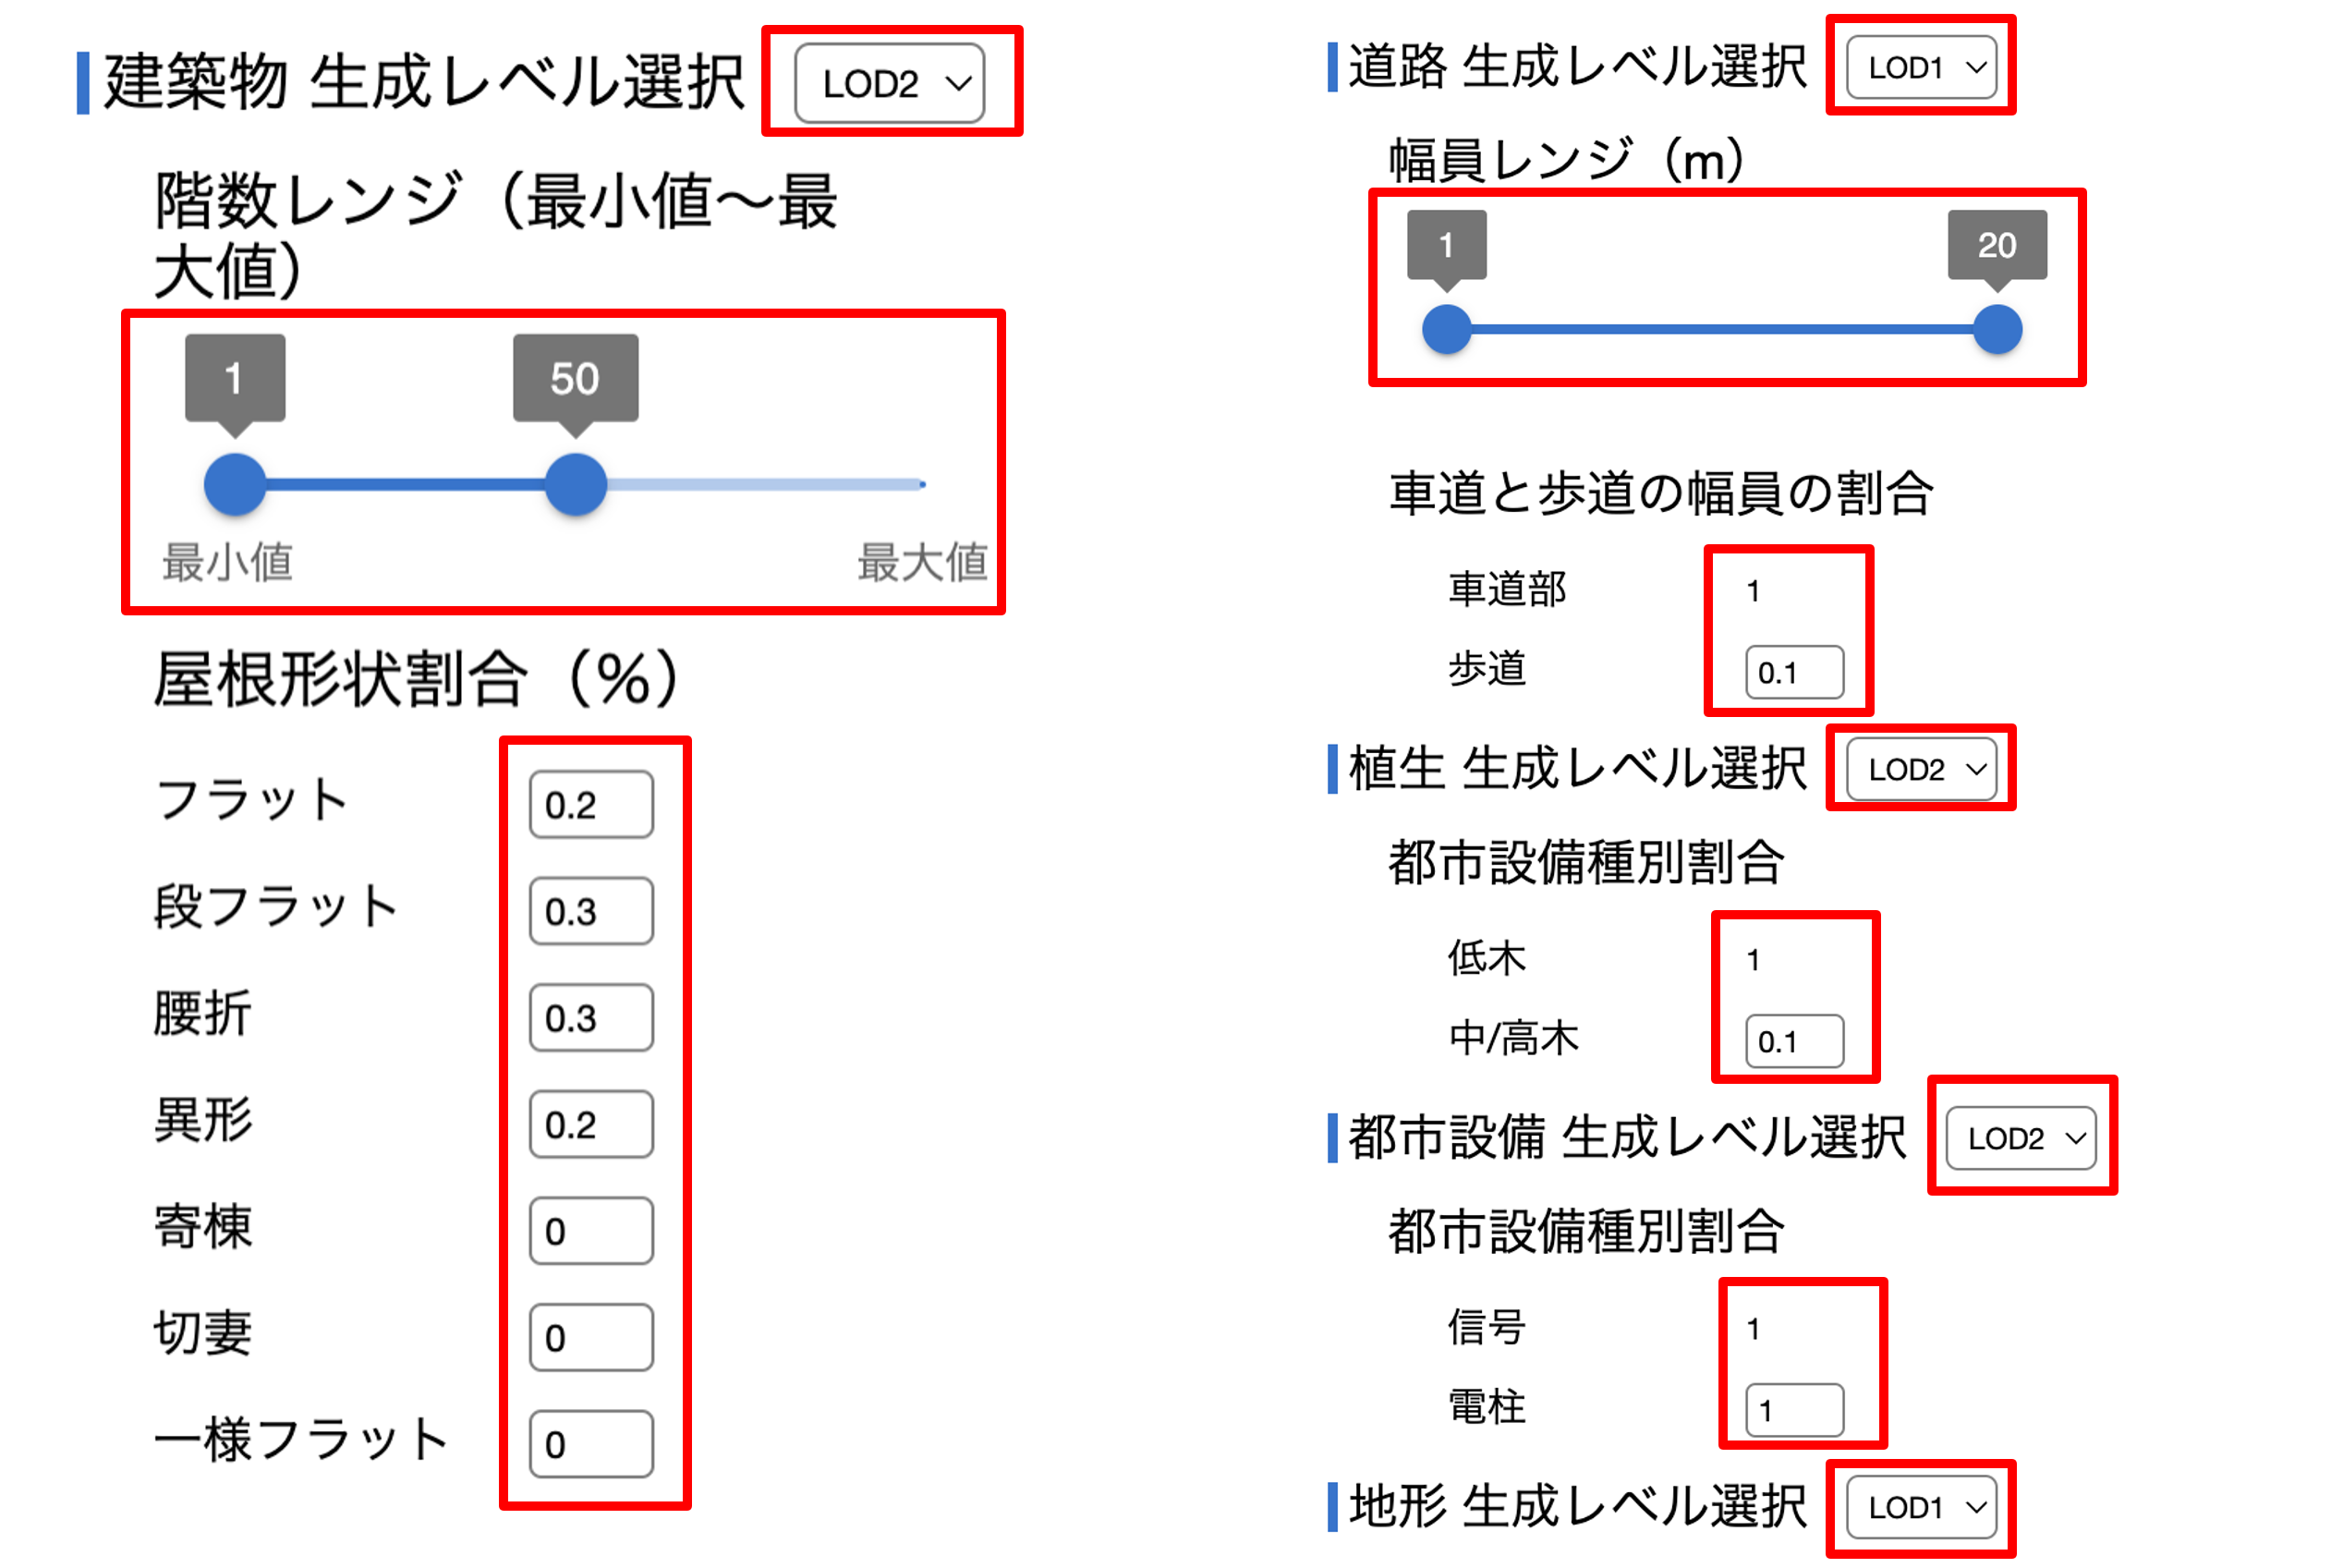 建築物 生成レベル選択 LOD2
階数レンジ（最小値～最
大値）
1 50
最小値 最大値
屋根形状割合（%）
フラット 0.2
段フラット 0.3
腰折 0.3
異形 0.2
寄棟 0
切妻 0
一様フラット 0
道路 生成レベル選択 LOD1
幅員レンジ（m）
1 20
車道と歩道の幅員の割合
車道部 1
歩道 0.1
植生 生成レベル選択 LOD2
都市設備種別割合
低木 1
中/高木 0.1
都市設備 生成レベル選択 LOD2
都市設備種別割合
信号 1
電柱 1
地形 生成レベル選択 LOD1